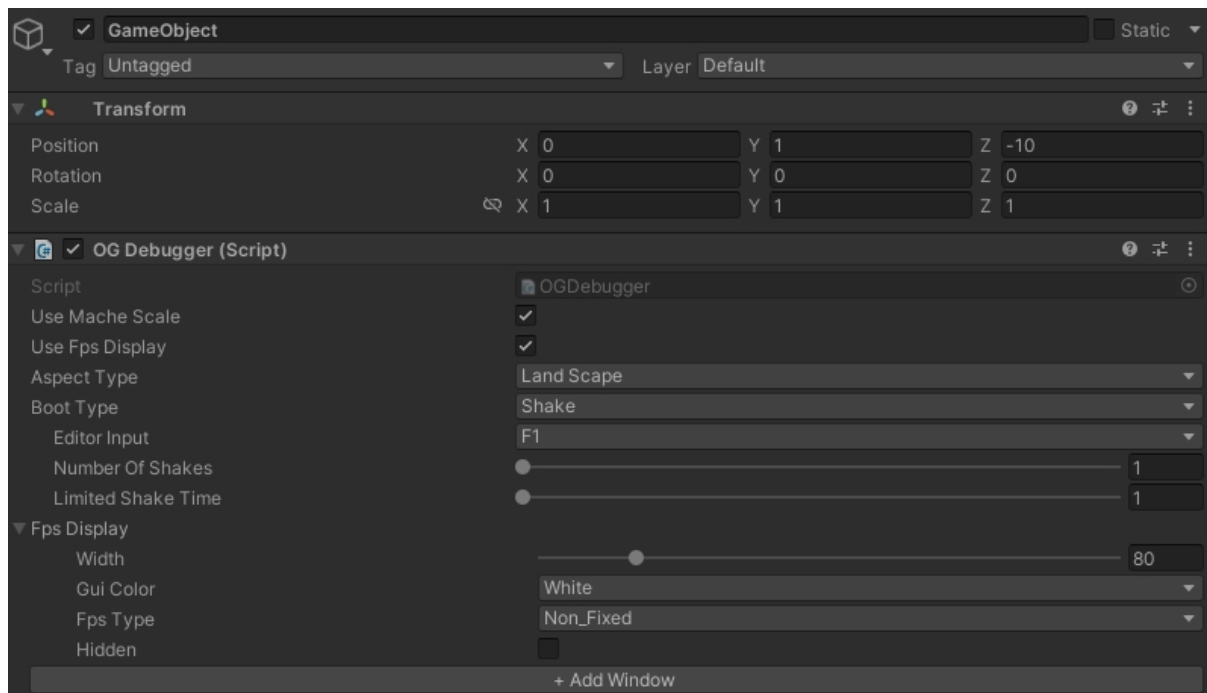 GameObject Static
Tag Untagged Layer Default
Transform
Position X 0 Y 1 Z -10
Rotation X 0 Y 0 Z 0
Scale X 1 Y 1 Z 1
OG Debugger (Script)
Script OGDebugger
Use Mache Scale
Use Fps Display
Aspect Type Land Scape
Boot Type Shake
Editor Input F1
Number Of Shakes 1
Limited Shake Time 1
Fps Display
Width 80
Gui Color White
Fps Type Non_Fixed
Hidden
+ Add Window